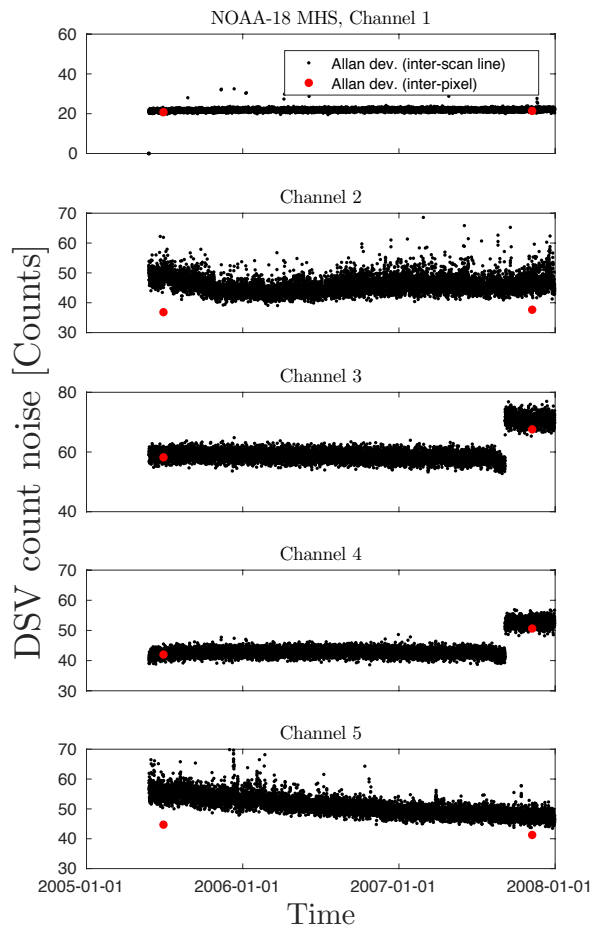 NOAA-18 MHS, Channel 1
60
40
20
0
Allan dev. (inter-scan line)
Allan dev. (inter-pixel)
Channel 2
70
60
50
40
30
Channel 3
80
60
40
Channel 4
70
60
50
40
30
Channel 5
70
60
50
40
30
2005-01-01
2006-01-01
2007-01-01
2008-01-01
Time
DSV count noise [Counts]